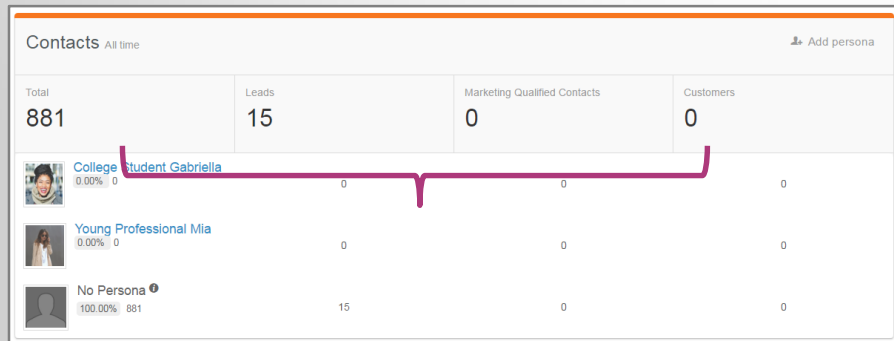 Contacts All time
Add persona
Total
Leads
Marketing Qualified Contacts
Customers
881
15
0
0
College Student Gabriella
0.00% 0
0
0
0
Young Professional Mia
0.00% 0
0
0
0
No Persona
100.00% 881
15
0
0